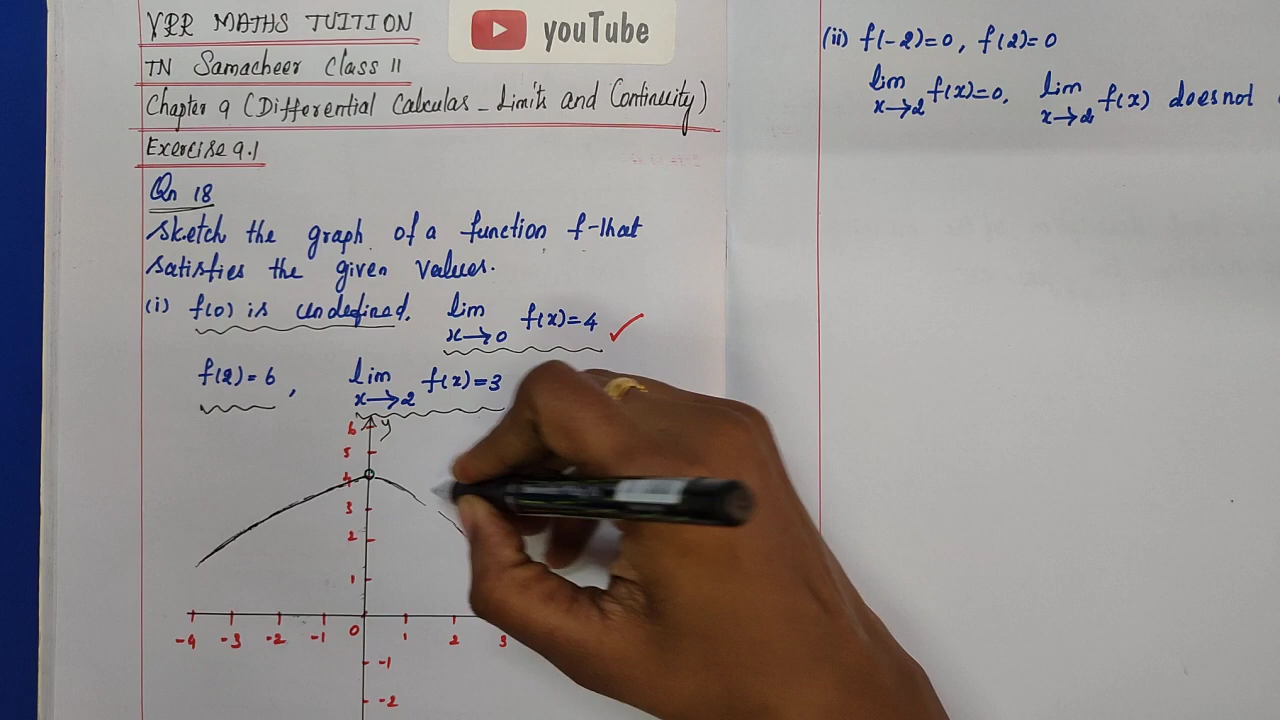 YRR MATHS TUITION
youTube
TN Samacheer Class 11
Chapter 9 (Differential Calculas - Limits and Continuity)
Exercise 9.1
Qn 18
Sketch the graph of a function f that
satisfies the given values.
(i) f(0) is undefined, lim x→0 f(x)=4
f(2)=6, lim x→2 f(x)=3
6 y
5
4
3
2
1
-4 -3 -2 -1 0 1 2 3
-1
-2
(ii) f(-2)=0, f(2)=0
lim x→2 f(x)=0, lim f(x) does not